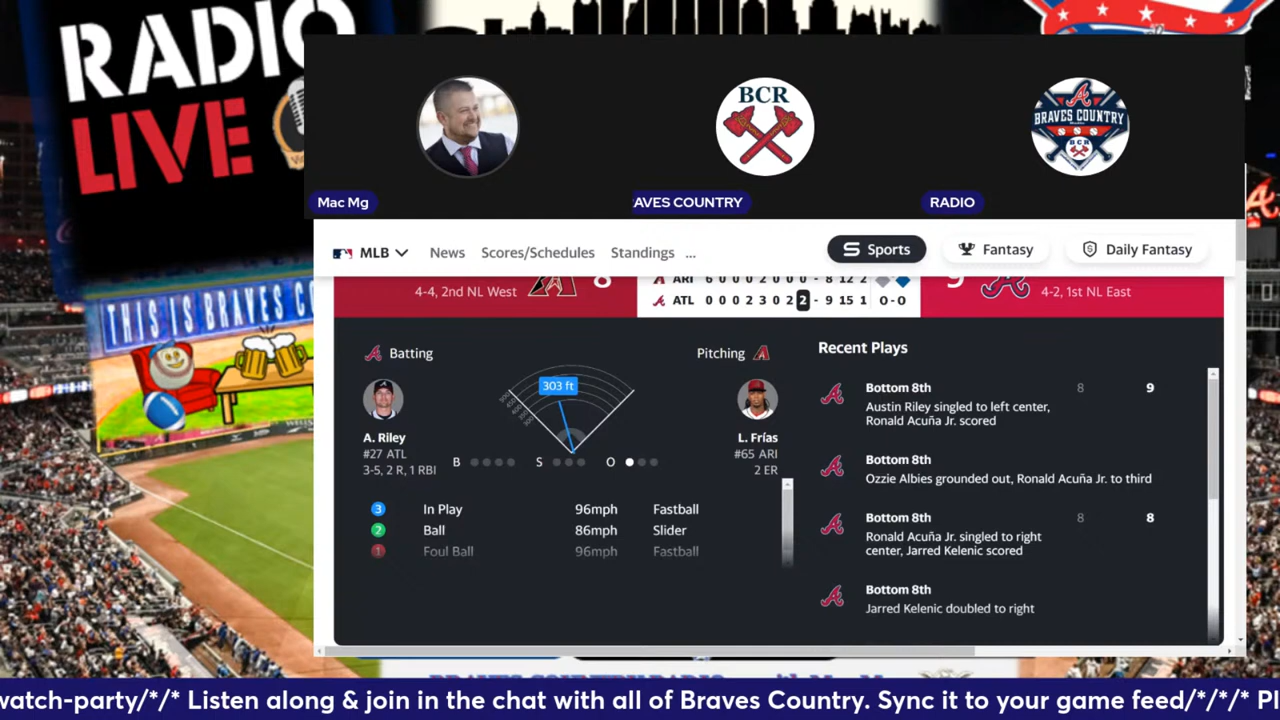 RADIO
LIVE
BCR
BRAVES COUNTRY
BCR
Mac Mg
AVES COUNTRY
RADIO
MLB
News
Scores/Schedules
Standings
...
Sports
Fantasy
Daily Fantasy
4-4, 2nd NL West
8
ARI 6 0 0 0 2 0 0 0 - 8 12 2
ATL 0 0 0 2 3 0 2 2 - 9 15 1
0-0
9
4-2, 1st NL East
THIS IS BRAVES CO
Batting
A. Riley
#27 ATL
3-5, 2 R, 1 RBI
303 ft
B
S
O
Pitching
L. Frías
#65 ARI
2 ER
3 In Play 96mph Fastball
2 Ball 86mph Slider
1 Foul Ball 96mph Fastball
Recent Plays
Bottom 8th 8 9
Austin Riley singled to left center,
Ronald Acuña Jr. scored
Bottom 8th
Ozzie Albies grounded out, Ronald Acuña Jr. to third
Bottom 8th 8 8
Ronald Acuña Jr. singled to right
center, Jarred Kelenic scored
Bottom 8th
Jarred Kelenic doubled to right
watch-party/*/* Listen along & join in the chat with all of Braves Country. Sync it to your game feed/*/*/* Pl